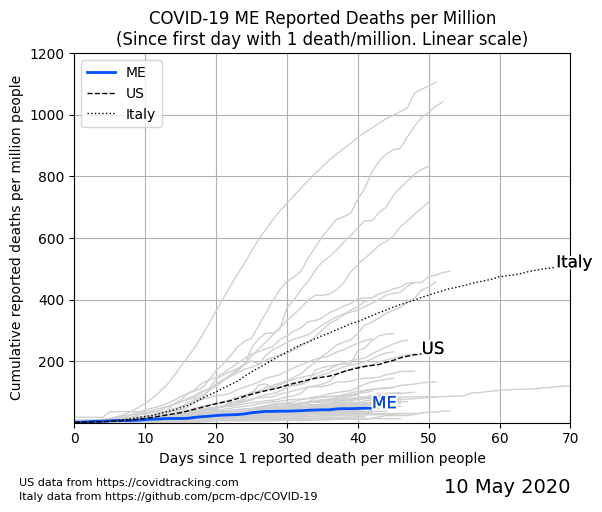 COVID-19 ME Reported Deaths per Million
(Since first day with 1 death/million. Linear scale)
Cumulative reported deaths per million people
1200
1000
800
600
400
200
ME
US
Italy
Italy
US
ME
0 10 20 30 40 50 60 70
Days since 1 reported death per million people
US data from https://covidtracking.com
Italy data from https://github.com/pcm-dpc/COVID-19
10 May 2020